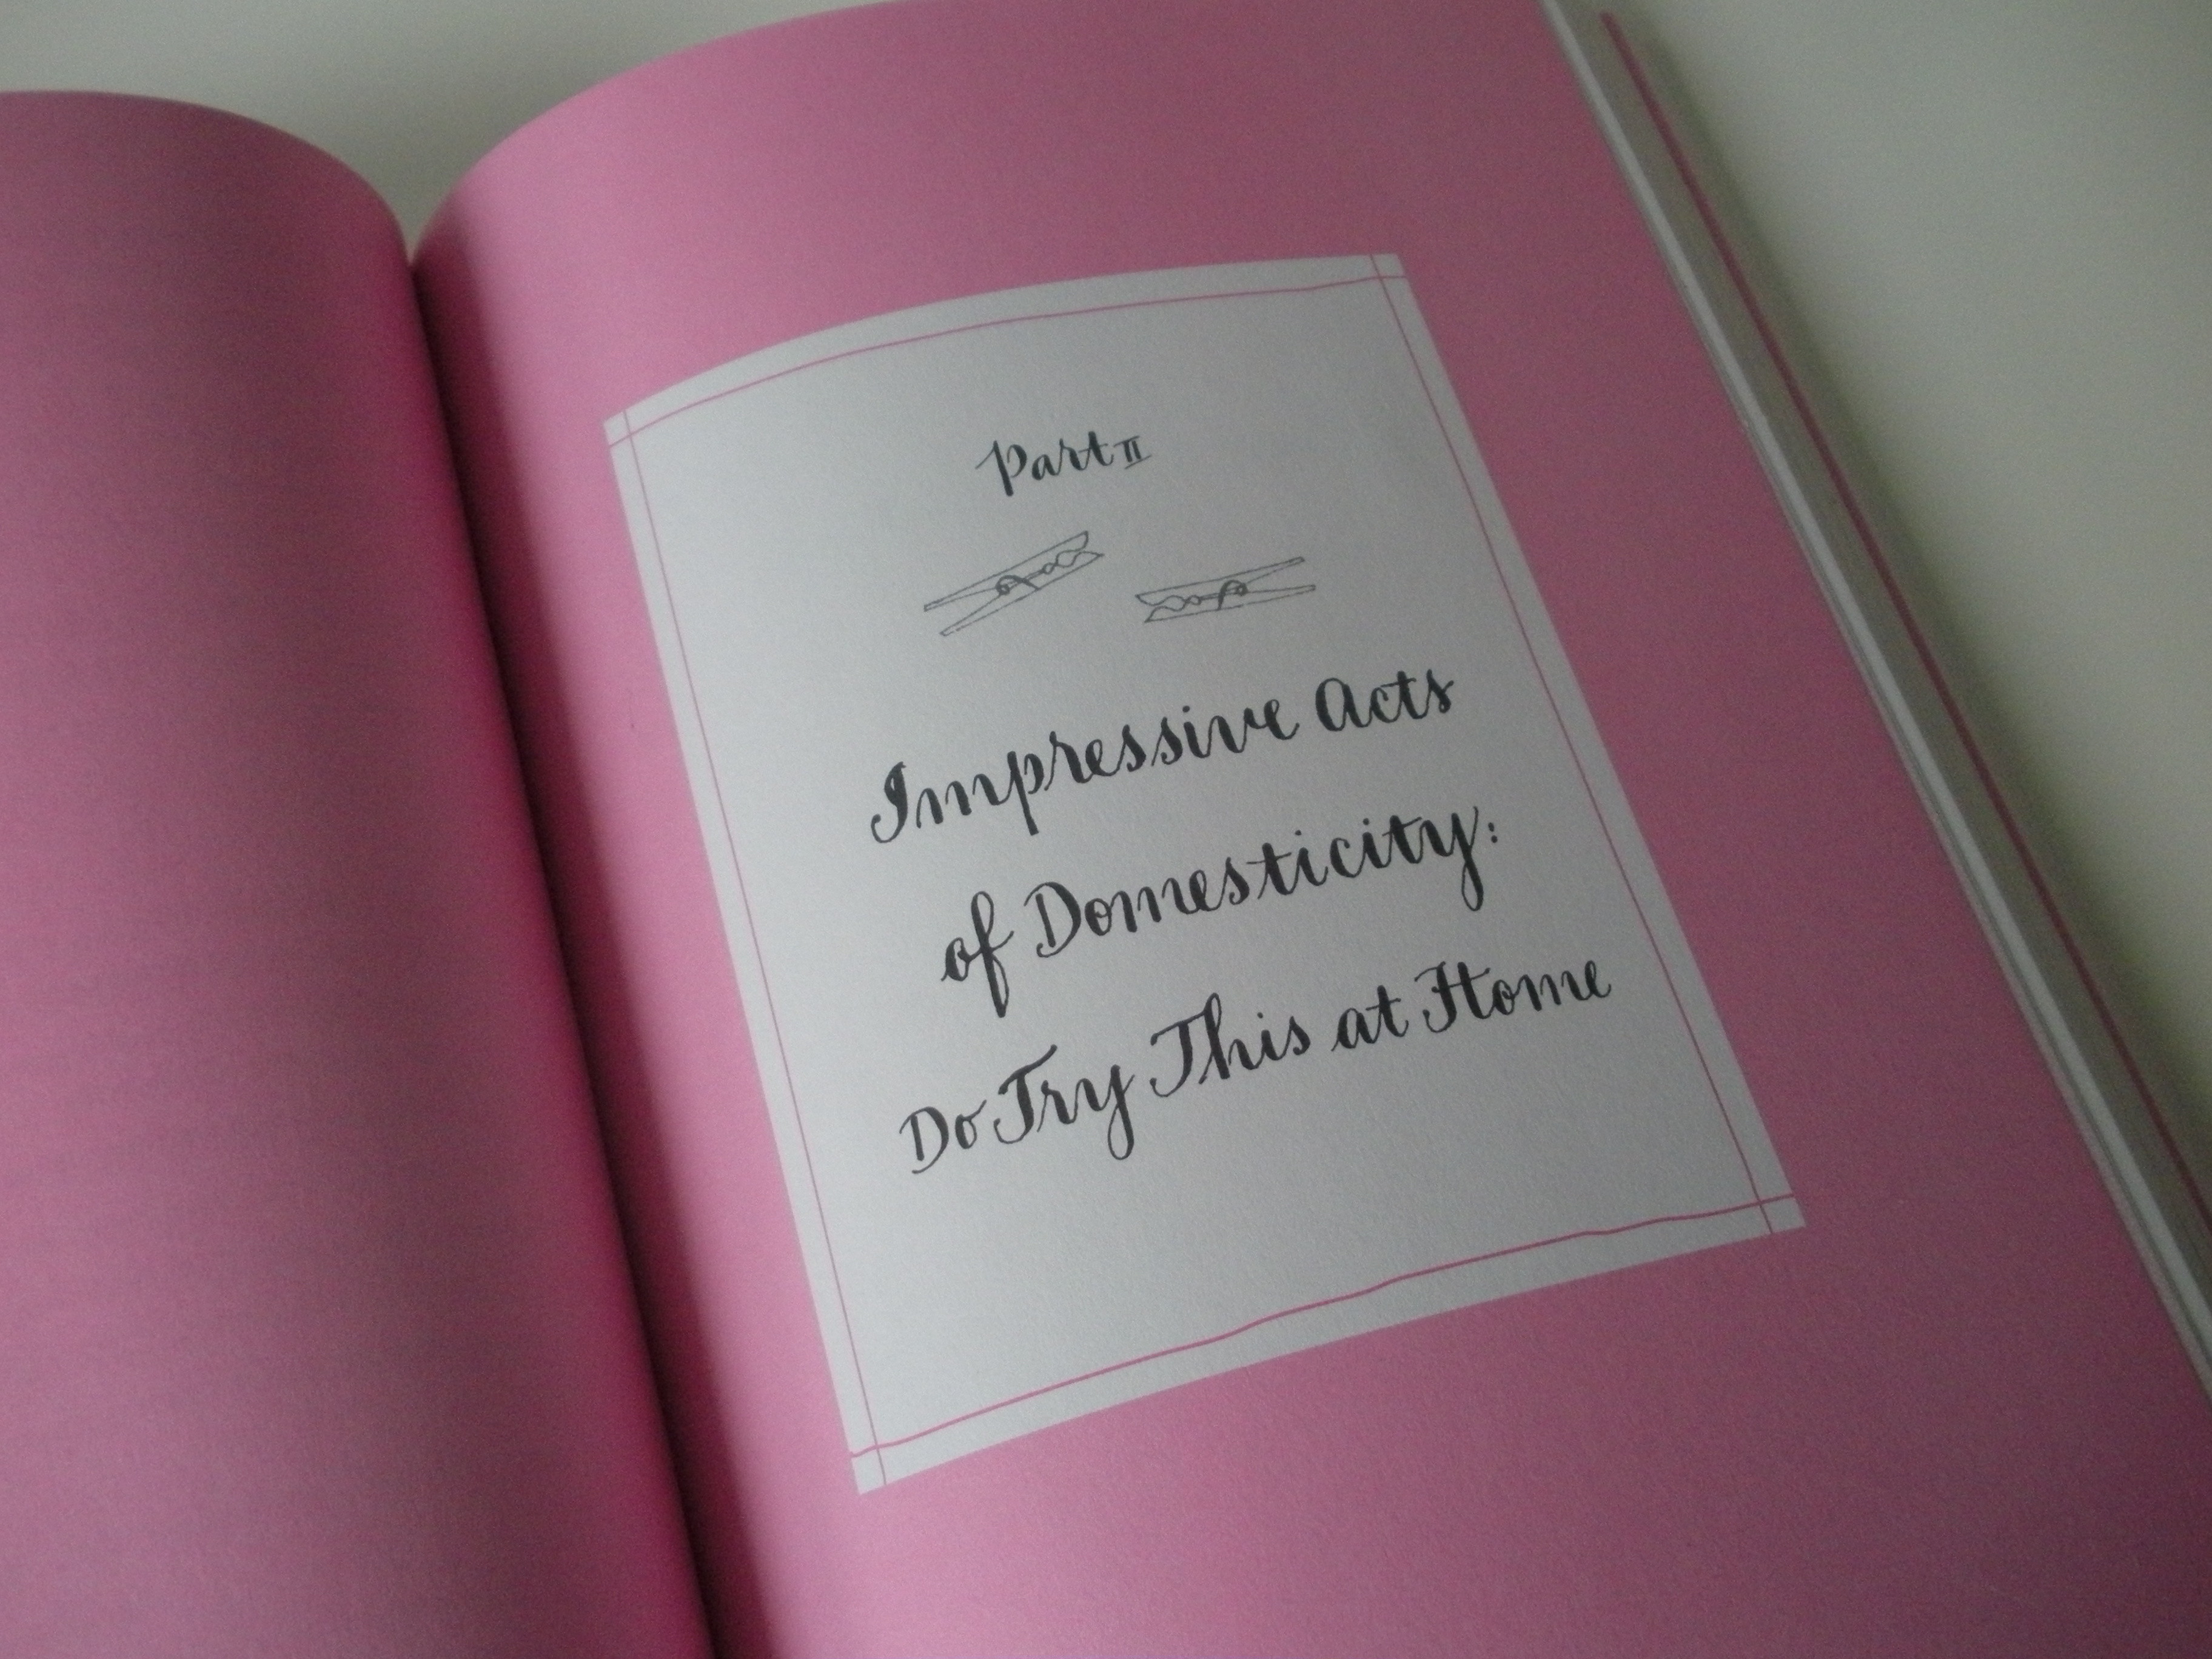 Part II
Impressive Acts
of Domesticity:
Do Try This at Home